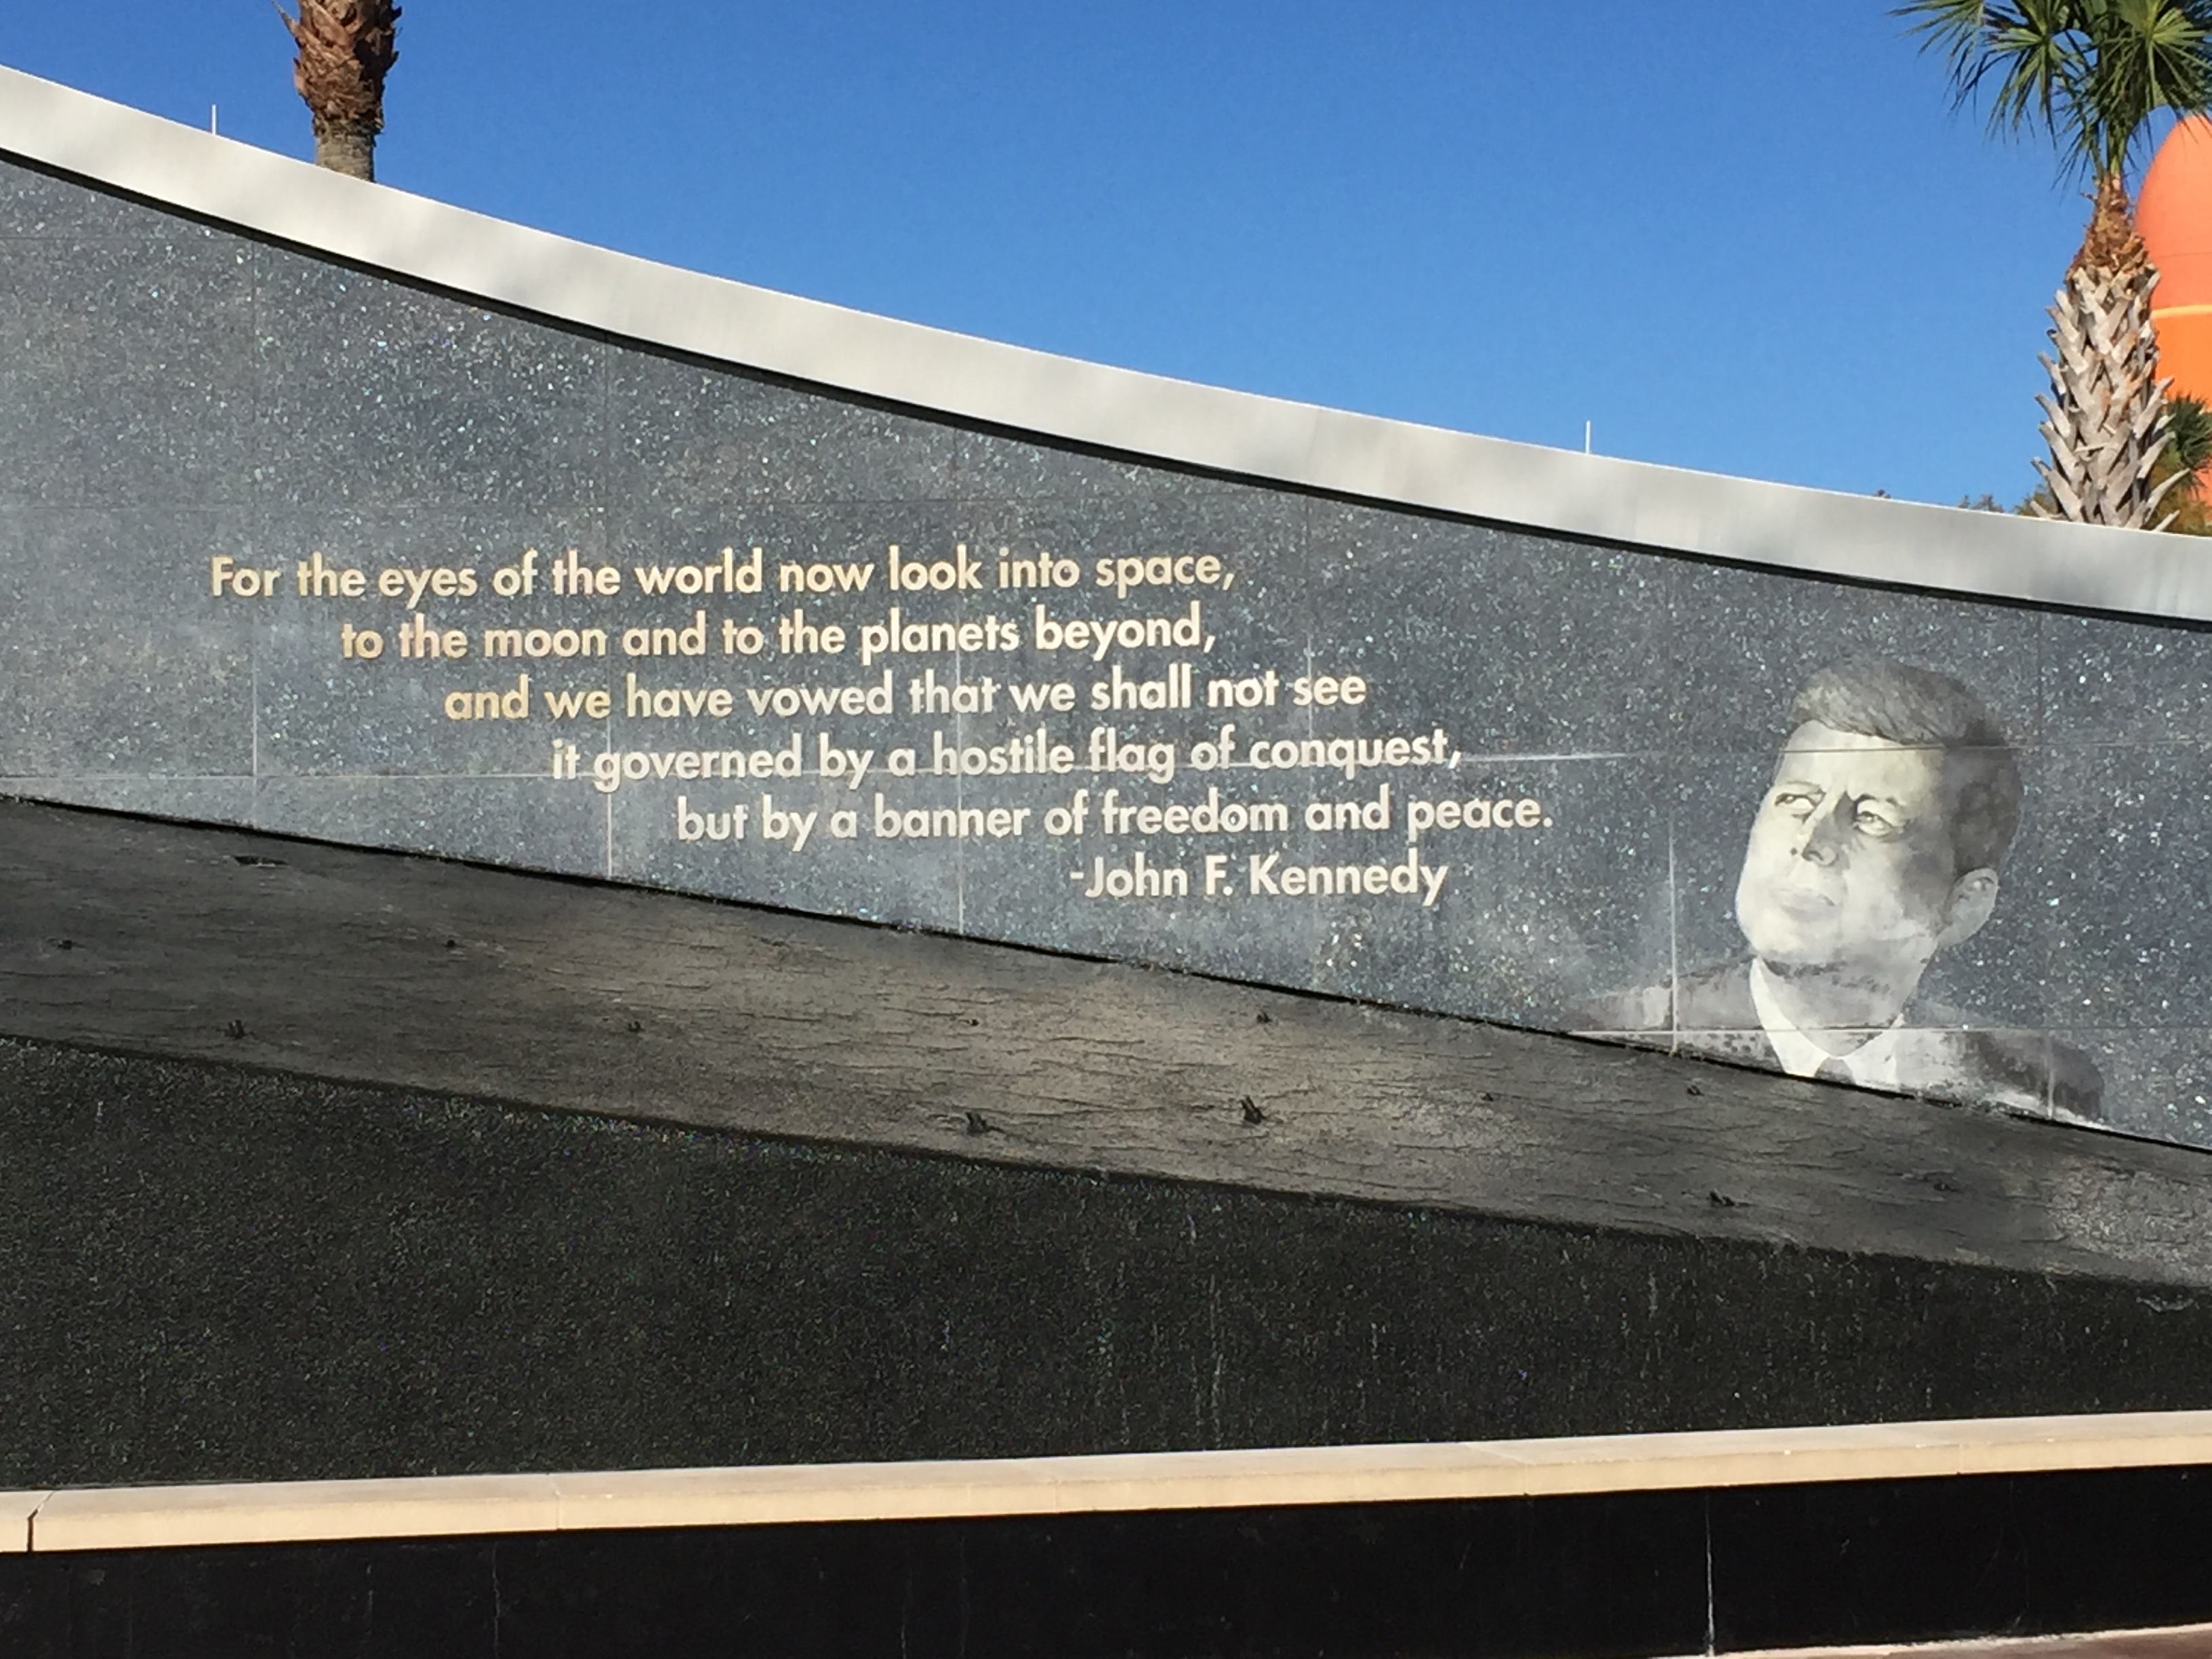 For the eyes of the world now look into space,
to the moon and to the planets beyond,
and we have vowed that we shall not see
it governed by a hostile flag of conquest,
but by a banner of freedom and peace.
-John F. Kennedy